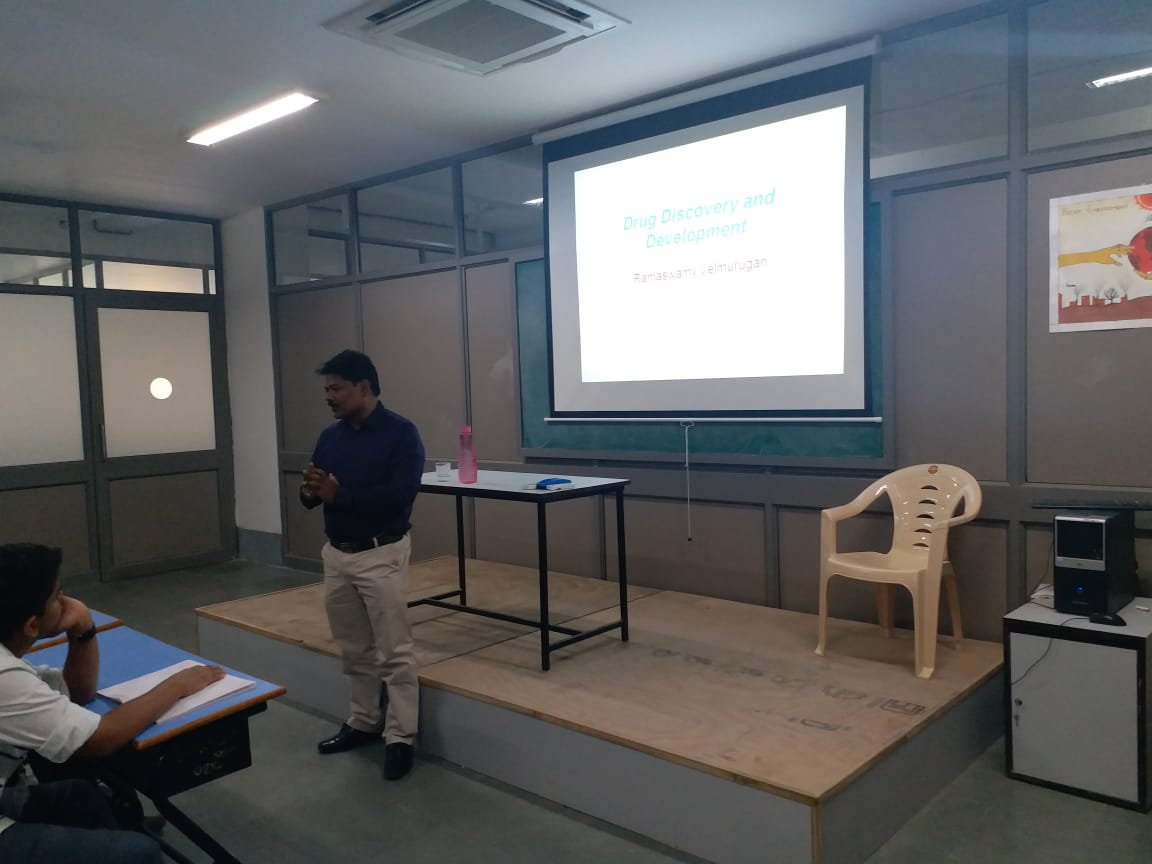 Drug Discovery and
Development
Ramaswamy Velmurugan